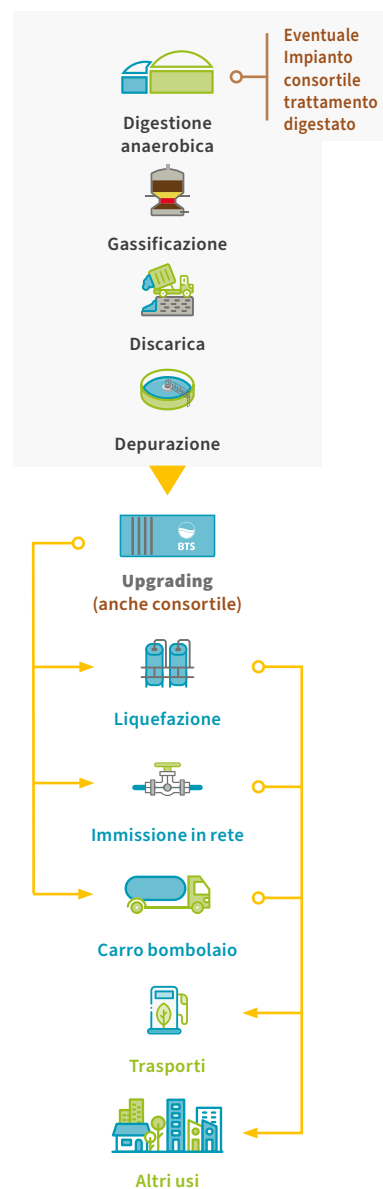 Eventuale
Impianto
consortile
trattamento
digestato
Digestione
anaerobica
Gassificazione
Discarica
Depurazione
BTS
Upgrading
(anche consortile)
Liquefazione
Immissione in rete
Carro bombolaio
Trasporti
Altri usi